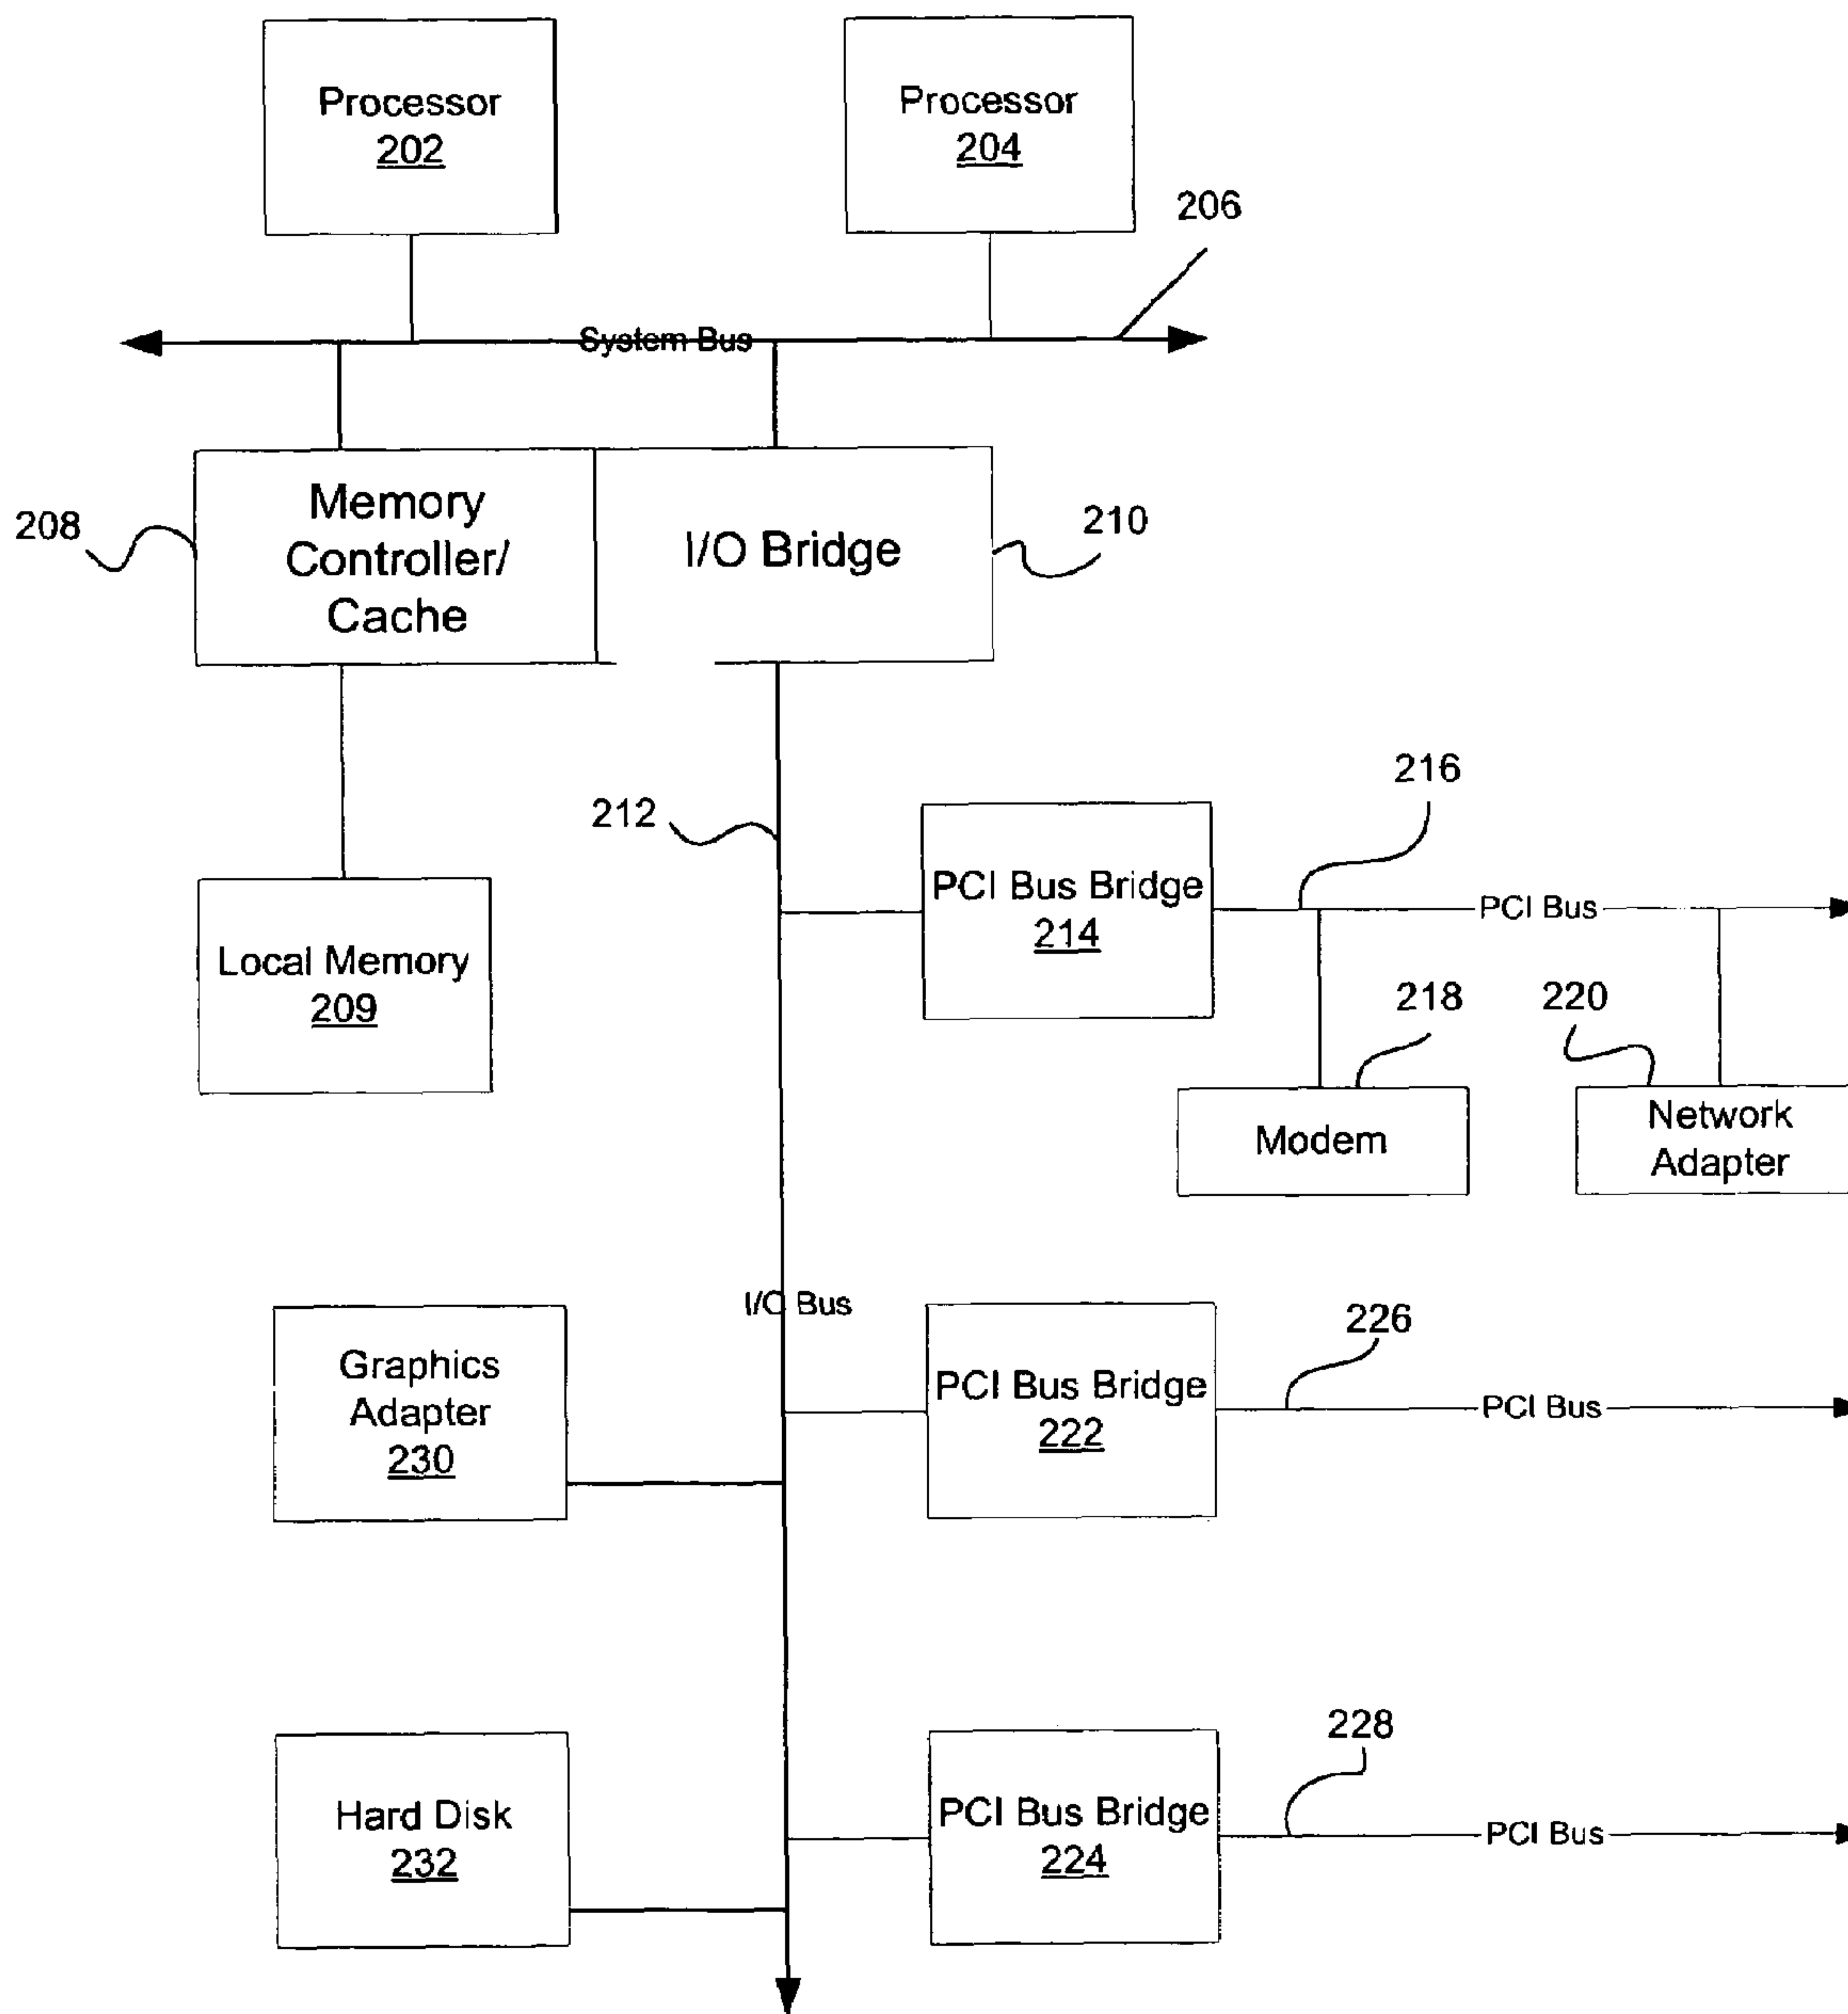 Processor
202
Processor
204
206
System Bus
208
Memory
Controller/
Cache
I/O Bridge
210
212
216
PCI Bus Bridge
214
PCI Bus
Local Memory
209
218
220
Modem
Network
Adapter
I/O Bus
226
Graphics
Adapter
230
PCI Bus Bridge
222
PCI Bus
228
Hard Disk
232
PCI Bus Bridge
224
PCI Bus